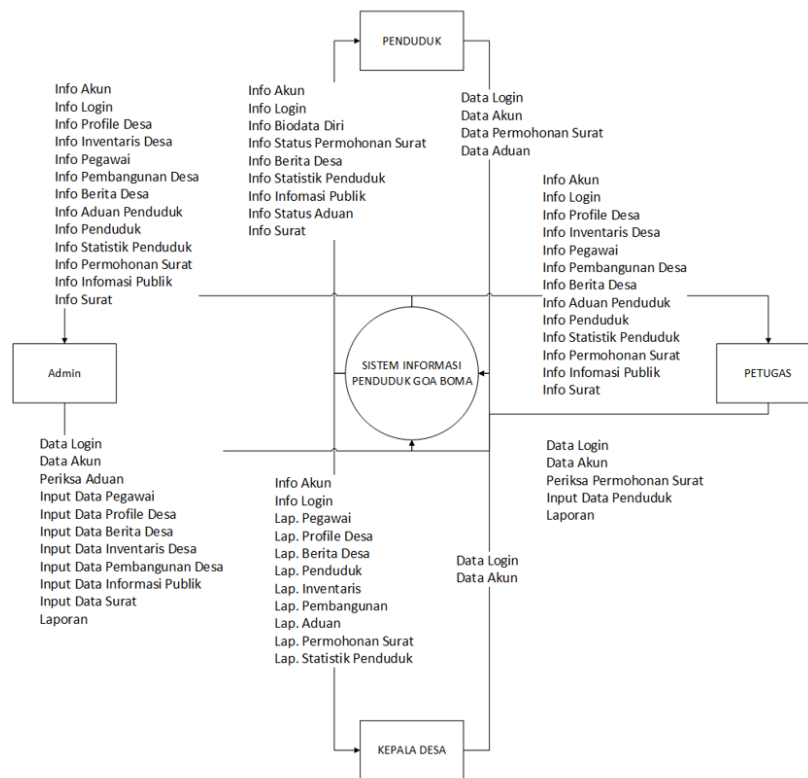 PENDUDUK
Info Akun
Info Login
Info Profile Desa
Info Inventaris Desa
Info Pegawai
Info Pembangunan Desa
Info Berita Desa
Info Aduan Penduduk
Info Penduduk
Info Statistik Penduduk
Info Permohonan Surat
Info Infomasi Publik
Info Surat
Info Akun
Info Login
Info Biodata Diri
Info Status Permohonan Surat
Info Berita Desa
Info Statistik Penduduk
Info Infomasi Publik
Info Status Aduan
Info Surat
Data Login
Data Akun
Data Permohonan Surat
Data Aduan
Info Akun
Info Login
Info Profile Desa
Info Inventaris Desa
Info Pegawai
Info Pembangunan Desa
Info Berita Desa
Info Aduan Penduduk
Info Penduduk
Info Statistik Penduduk
Info Permohonan Surat
Info Infomasi Publik
Info Surat
Admin
SISTEM INFORMASI
PENDUDUK GOA BOMA
PETUGAS
Data Login
Data Akun
Periksa Aduan
Input Data Pegawai
Input Data Profile Desa
Input Data Berita Desa
Input Data Inventaris Desa
Input Data Pembangunan Desa
Input Data Informasi Publik
Input Data Surat
Laporan
Info Akun
Info Login
Lap. Pegawai
Lap. Profile Desa
Lap. Berita Desa
Lap. Penduduk
Lap. Inventaris
Lap. Pembangunan
Lap. Aduan
Lap. Permohonan Surat
Lap. Statistik Penduduk
Data Login
Data Akun
Data Login
Data Akun
Periksa Permohonan Surat
Input Data Penduduk
Laporan
KEPALA DESA